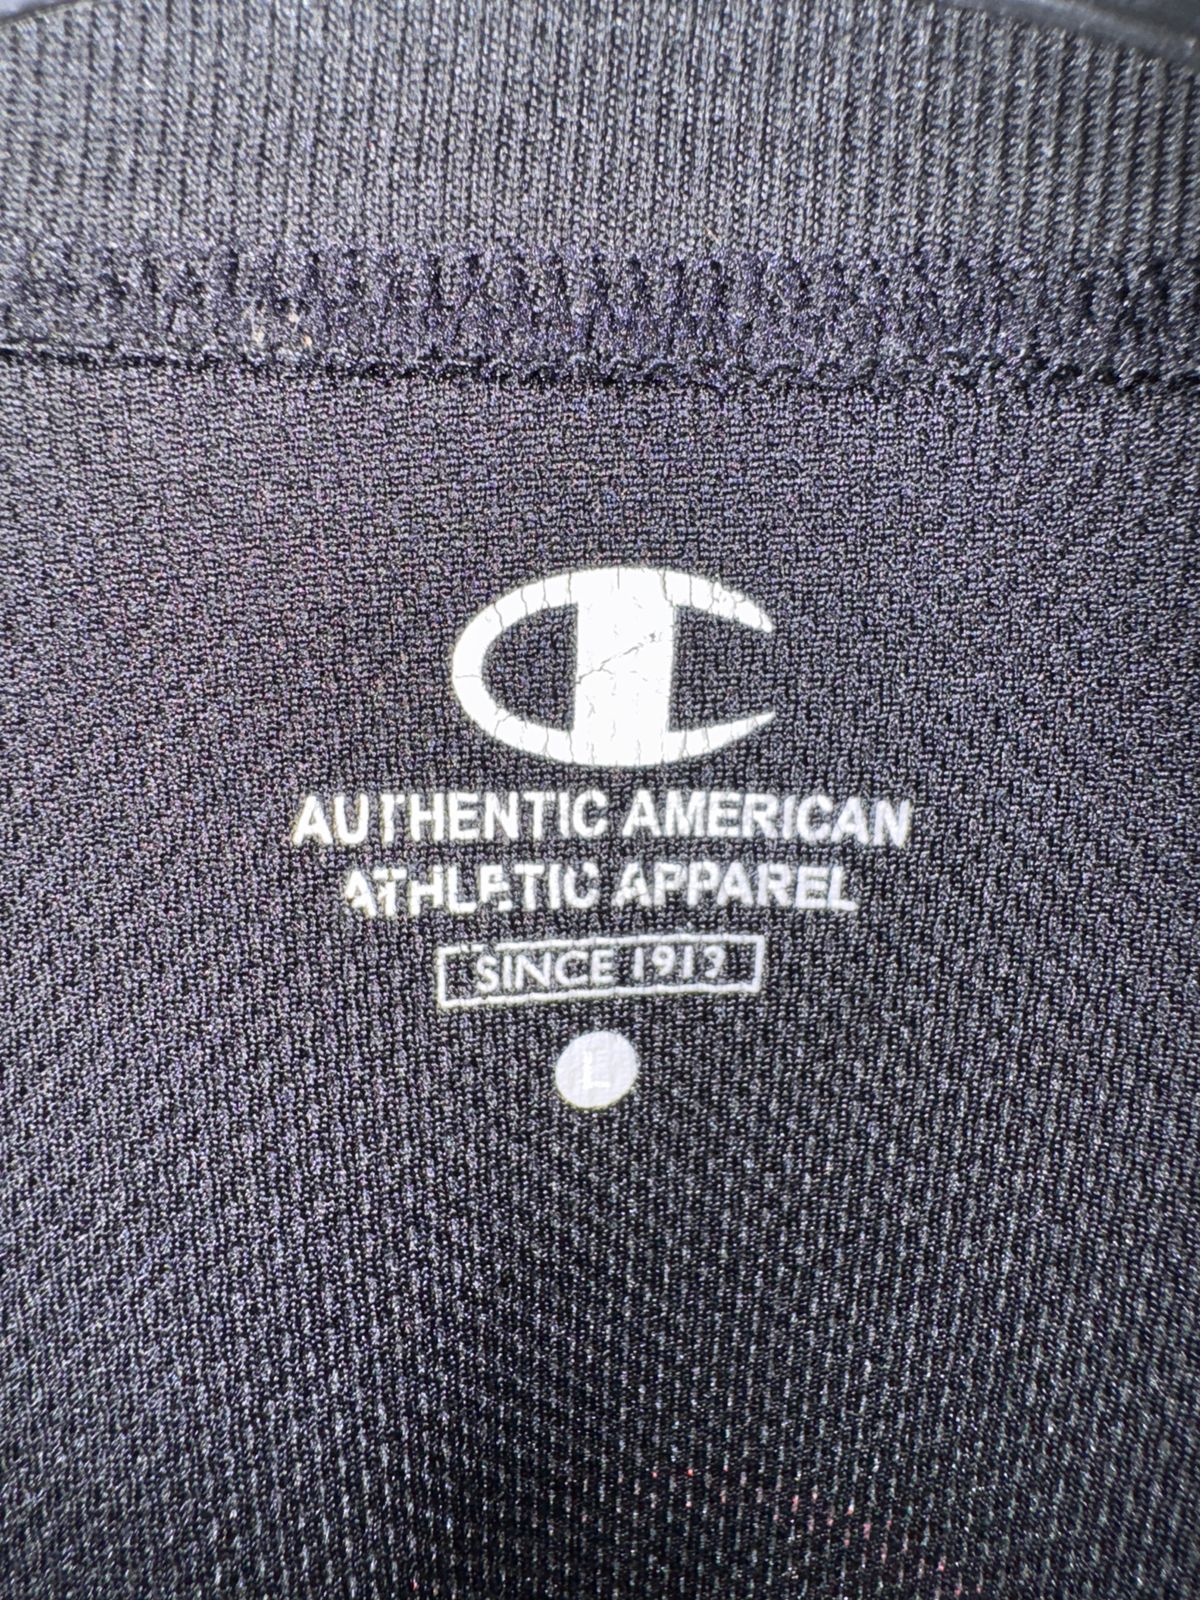 AUTHENTIC AMERICAN
ATHLETIC APPAREL
SINCE 1919
L